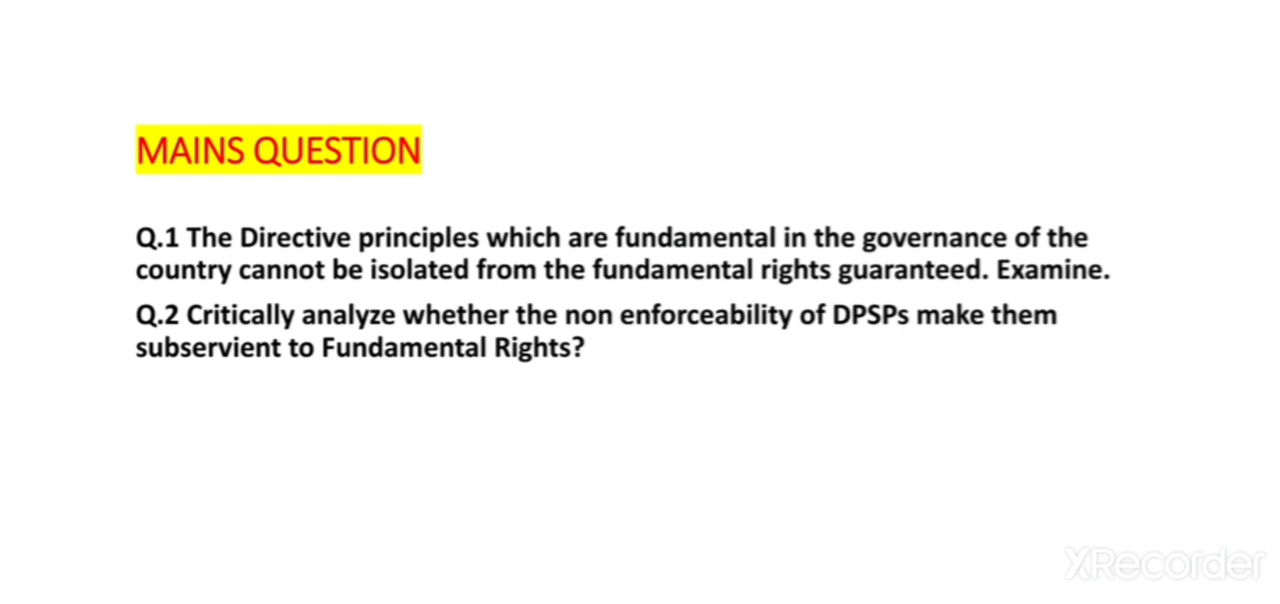 MAINS QUESTION
Q.1 The Directive principles which are fundamental in the governance of the
country cannot be isolated from the fundamental rights guaranteed. Examine.
Q.2 Critically analyze whether the non enforceability of DPSPs make them
subservient to Fundamental Rights?
XRecorder